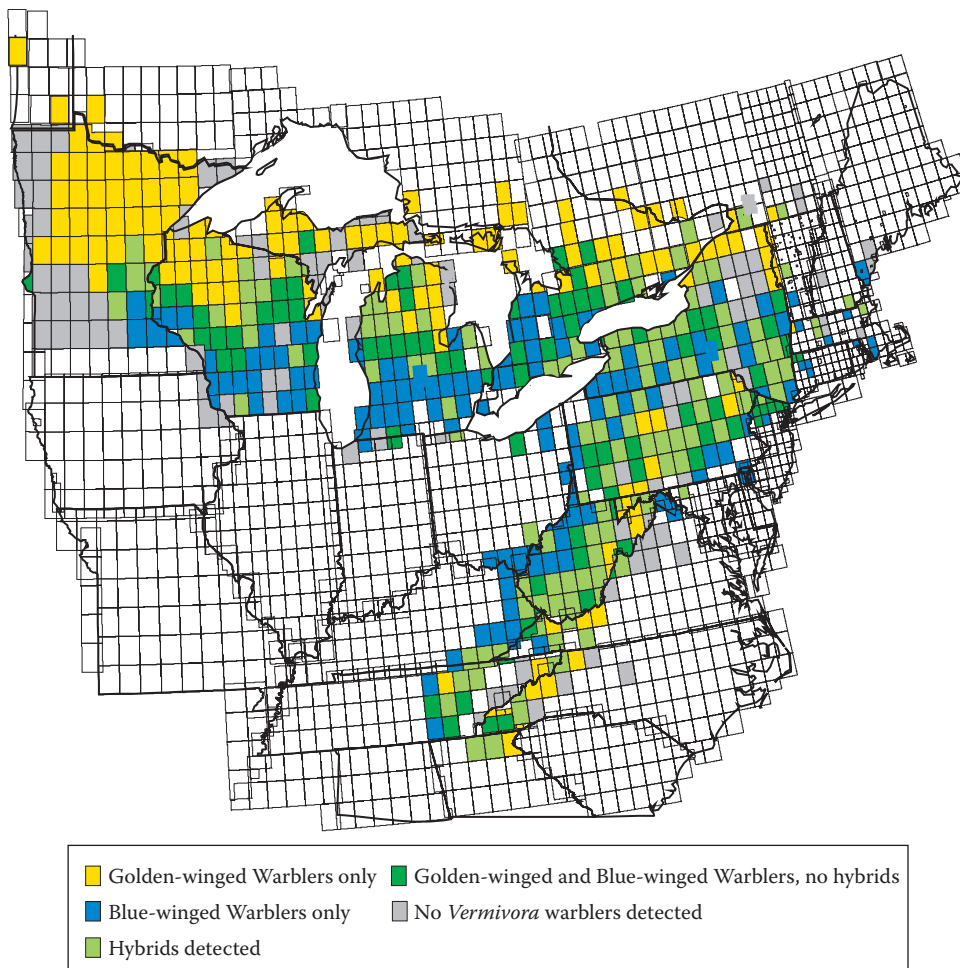 Golden-winged Warblers only
Golden-winged and Blue-winged Warblers, no hybrids
Blue-winged Warblers only
No Vermivora warblers detected
Hybrids detected